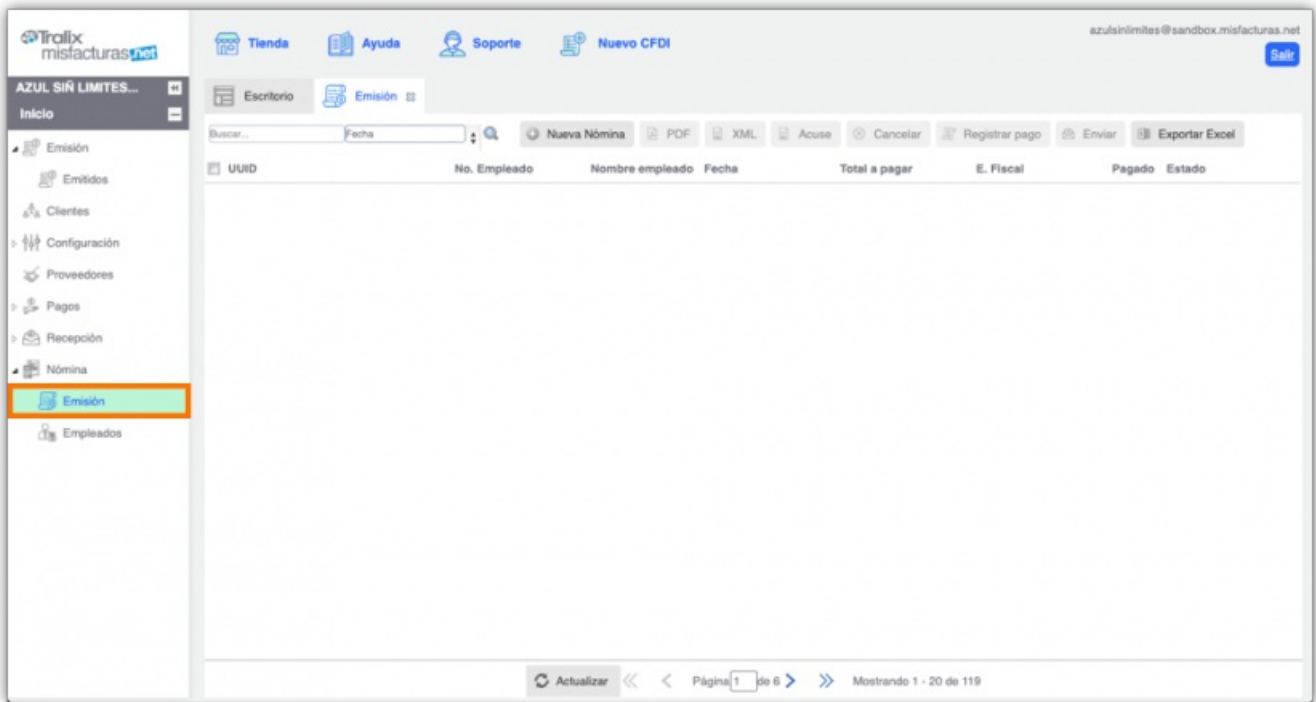 Tralix
misfacturas.net
Tienda
Ayuda
Soporte
Nuevo CFDI
azulsinlimites@sandbox.misfacturas.net
Salir
AZUL SIÑ LIMITES...
Inicio
Escritorio
Emisión
Buscar...
Fecha
Nueva Nómina
PDF
XML
Acuse
Cancelar
Registrar pago
Enviar
Exportar Excel
UUID No. Empleado Nombre empleado Fecha Total a pagar E. Fiscal Pagado Estado
Emisión
Emitidos
Clientes
Configuración
Proveedores
Pagos
Recepción
Nómina
Emisión
Empleados
Actualizar Página 1 de 6 Mostrando 1 - 20 de 119